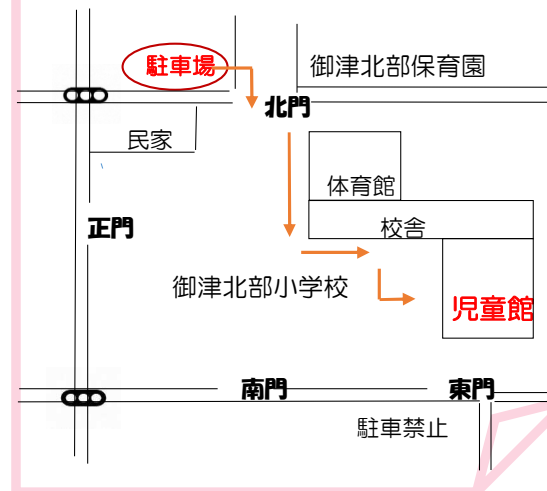 駐車場
御津北部保育園
北門
民家
体育館
校舎
正門
御津北部小学校
児童館
南門
東門
駐車禁止